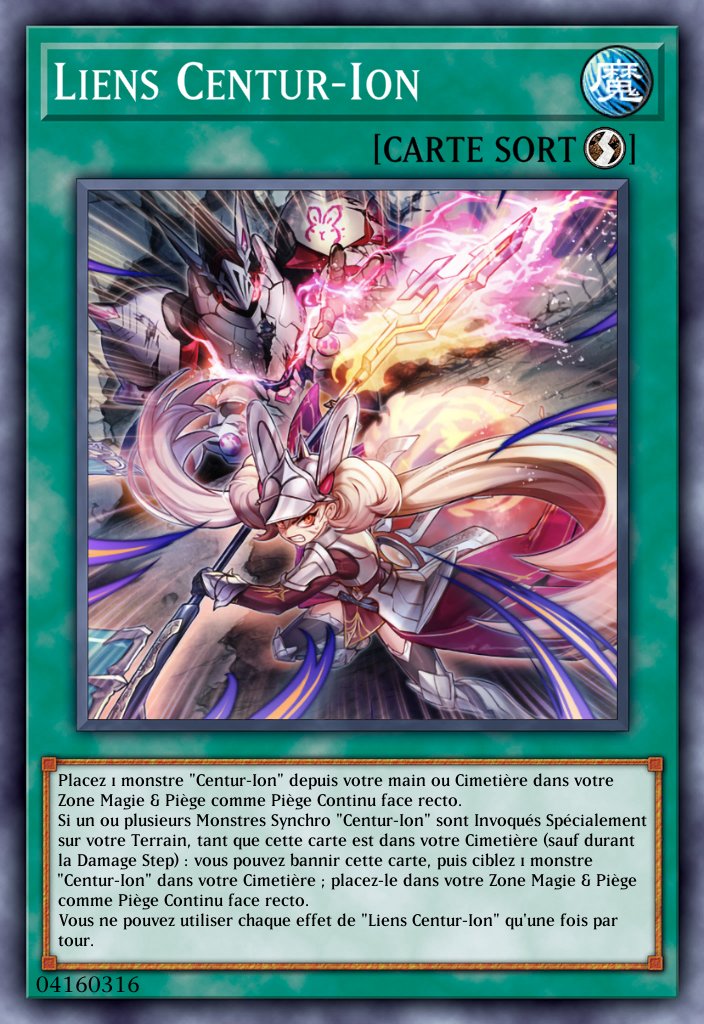 Liens Centur-Ion
魔
[CARTE SORT]
Placez 1 monstre "Centur-Ion" depuis votre main ou Cimetière dans votre
Zone Magie & Piège comme Piège Continu face recto.
Si un ou plusieurs Monstres Synchro "Centur-Ion" sont Invoqués Spécialement
sur votre Terrain, tant que cette carte est dans votre Cimetière (sauf durant
la Damage Step) : vous pouvez bannir cette carte, puis ciblez 1 monstre
"Centur-Ion" dans votre Cimetière ; placez-le dans votre Zone Magie & Piège
comme Piège Continu face recto.
Vous ne pouvez utiliser chaque effet de "Liens Centur-Ion" qu'une fois par
tour.
04160316